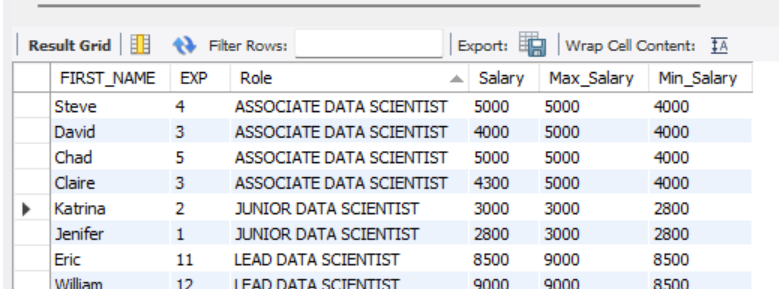 Result Grid Filter Rows: Export: Wrap Cell Content:
FIRST_NAME EXP Role Salary Max_Salary Min_Salary
Steve 4 ASSOCIATE DATA SCIENTIST 5000 5000 4000
David 3 ASSOCIATE DATA SCIENTIST 4000 5000 4000
Chad 5 ASSOCIATE DATA SCIENTIST 5000 5000 4000
Claire 3 ASSOCIATE DATA SCIENTIST 4300 5000 4000
Katrina 2 JUNIOR DATA SCIENTIST 3000 3000 2800
Jenifer 1 JUNIOR DATA SCIENTIST 2800 3000 2800
Eric 11 LEAD DATA SCIENTIST 8500 9000 8500
William 12 LEAD DATA SCIENTIST 9000 9000 8500